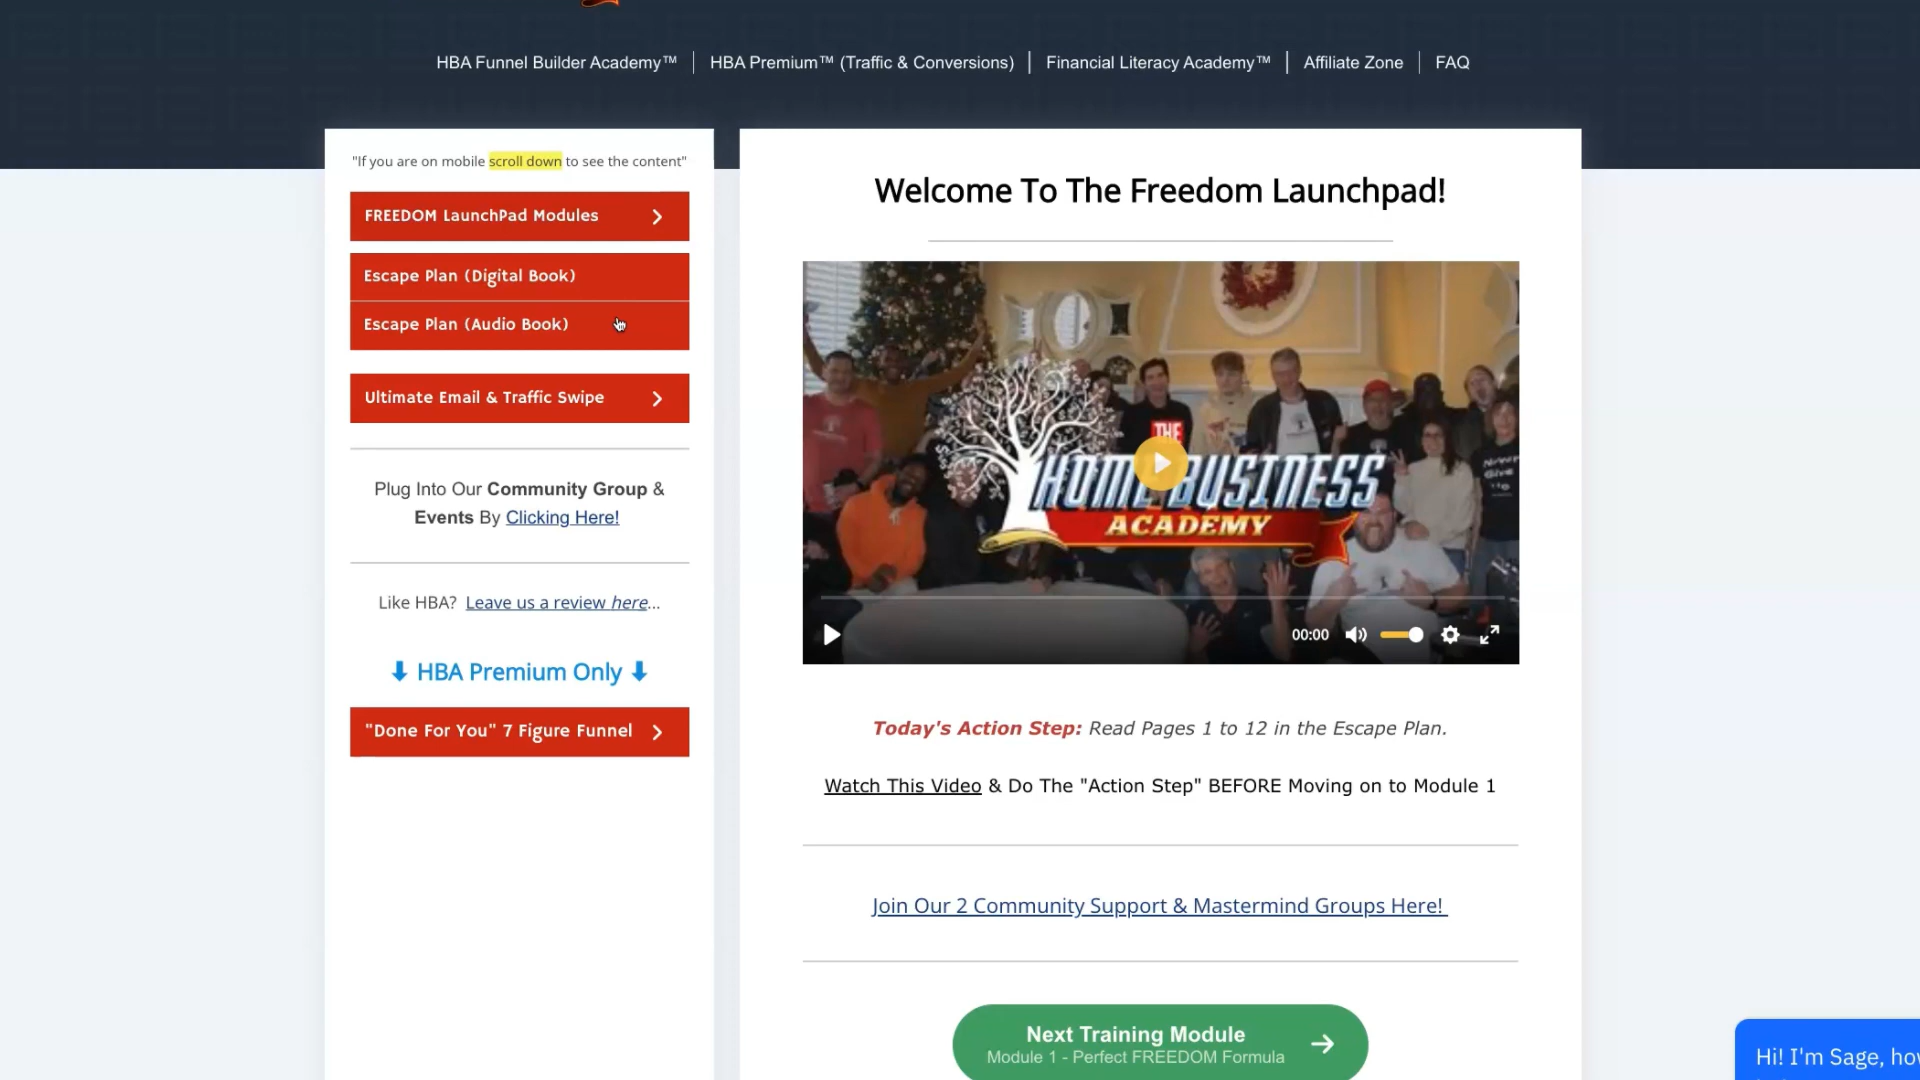 HBA Funnel Builder Academy™
HBA Premium™ (Traffic & Conversions)
Financial Literacy Academy™
Affiliate Zone
FAQ
"If you are on mobile scroll down to see the content"
FREEDOM LaunchPad Modules
Escape Plan (Digital Book)
Escape Plan (Audio Book)
Ultimate Email & Traffic Swipe
Plug Into Our Community Group &
Events By Clicking Here!
Like HBA? Leave us a review here...
HBA Premium Only
"Done For You" 7 Figure Funnel
Welcome To The Freedom Launchpad!
THE
HOME BUSINESS
ACADEMY
Never
Give
00:00
Today's Action Step: Read Pages 1 to 12 in the Escape Plan.
Watch This Video & Do The "Action Step" BEFORE Moving on to Module 1
Join Our 2 Community Support & Mastermind Groups Here!
Next Training Module
Module 1 - Perfect FREEDOM Formula
Hi! I'm Sage,